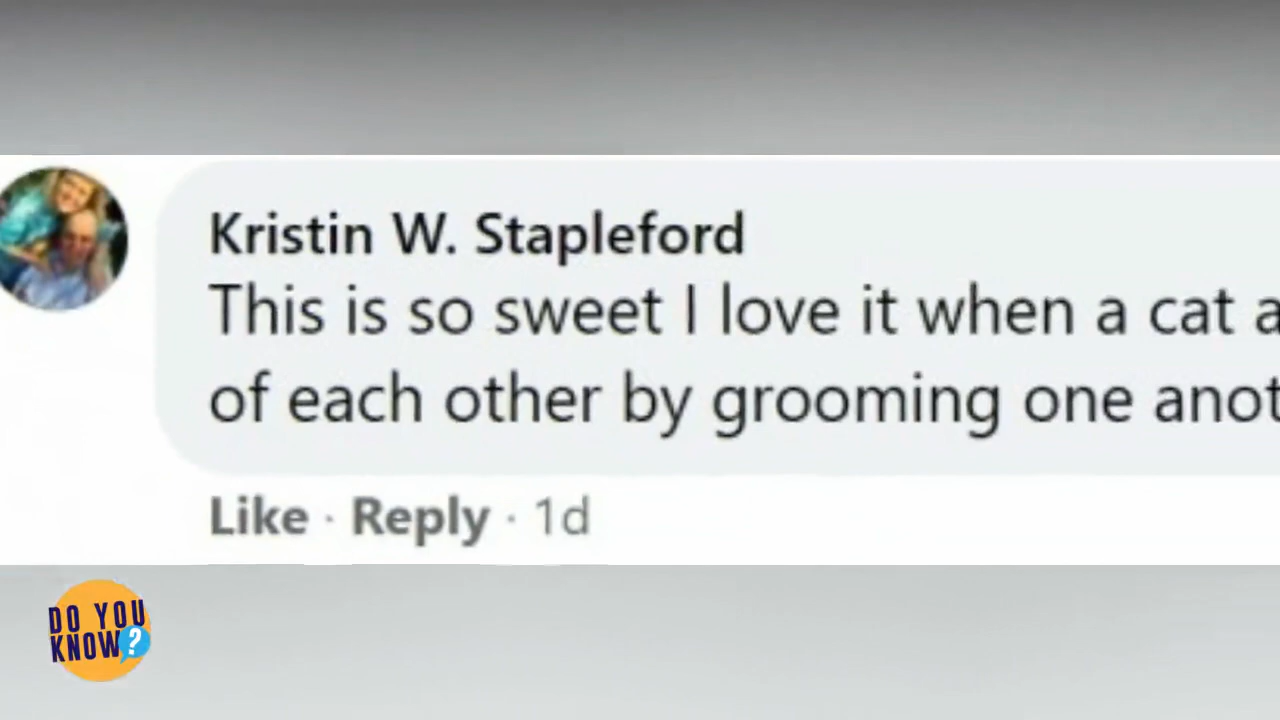 Kristin W. Stapleford
This is so sweet I love it when a cat a
of each other by grooming one anot
Like · Reply · 1d
DO YOU
KNOW?